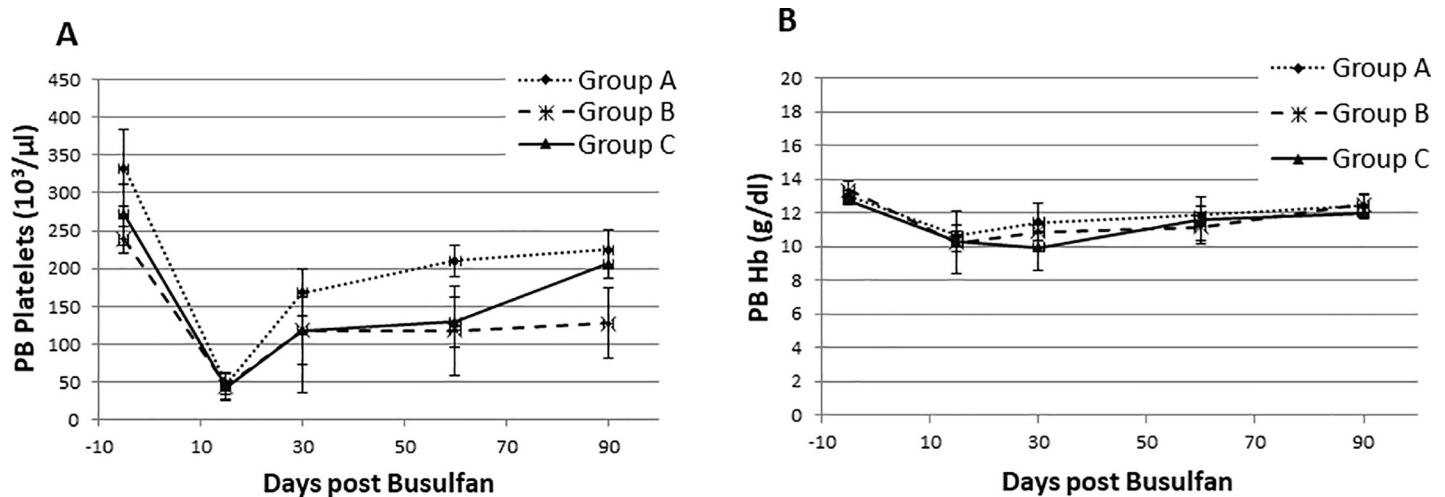 A
PB Platelets (10³/µl)
450
400
350
300
250
200
150
100
50
0
-10
10
30
50
70
90
Days post Busulfan
Group A
Group B
Group C
B
PB Hb (g/dl)
20
18
16
14
12
10
8
6
4
2
0
-10
10
30
50
70
90
Days post Busulfan
Group A
Group B
Group C